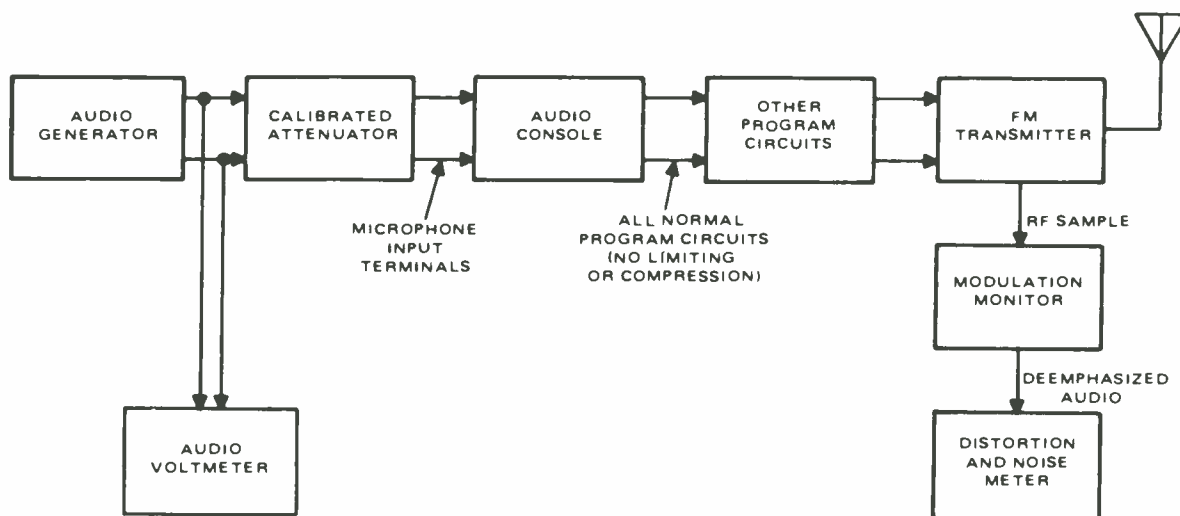 AUDIO
GENERATOR
CALIBRATED
ATTENUATOR
AUDIO
CONSOLE
OTHER
PROGRAM
CIRCUITS
FM
TRANSMITTER
MICROPHONE
INPUT
TERMINALS
ALL NORMAL
PROGRAM CIRCUITS
(NO LIMITING
OR COMPRESSION)
RF SAMPLE
MODULATION
MONITOR
DEEMPHASIZED
AUDIO
AUDIO
VOLTMETER
DISTORTION
AND NOISE
METER